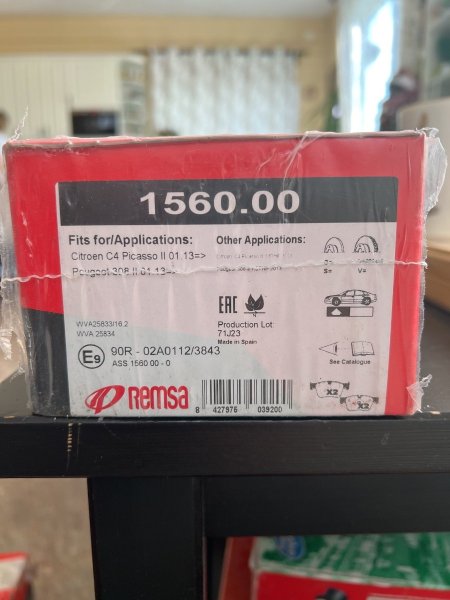 1560.00
Fits for/Applications:
Citroen C4 Picasso II 01.13=>
Peugeot 308 II 01.13=>
Other Applications:
WVA25833/16.2
WVA 25834
EAC
Production Lot:
71J23
Made in Spain
E9 90R - 02A0112/3843
ASS 1560.00 - 0
See Catalogue
REMSA
8 427975 039200
X2
X2